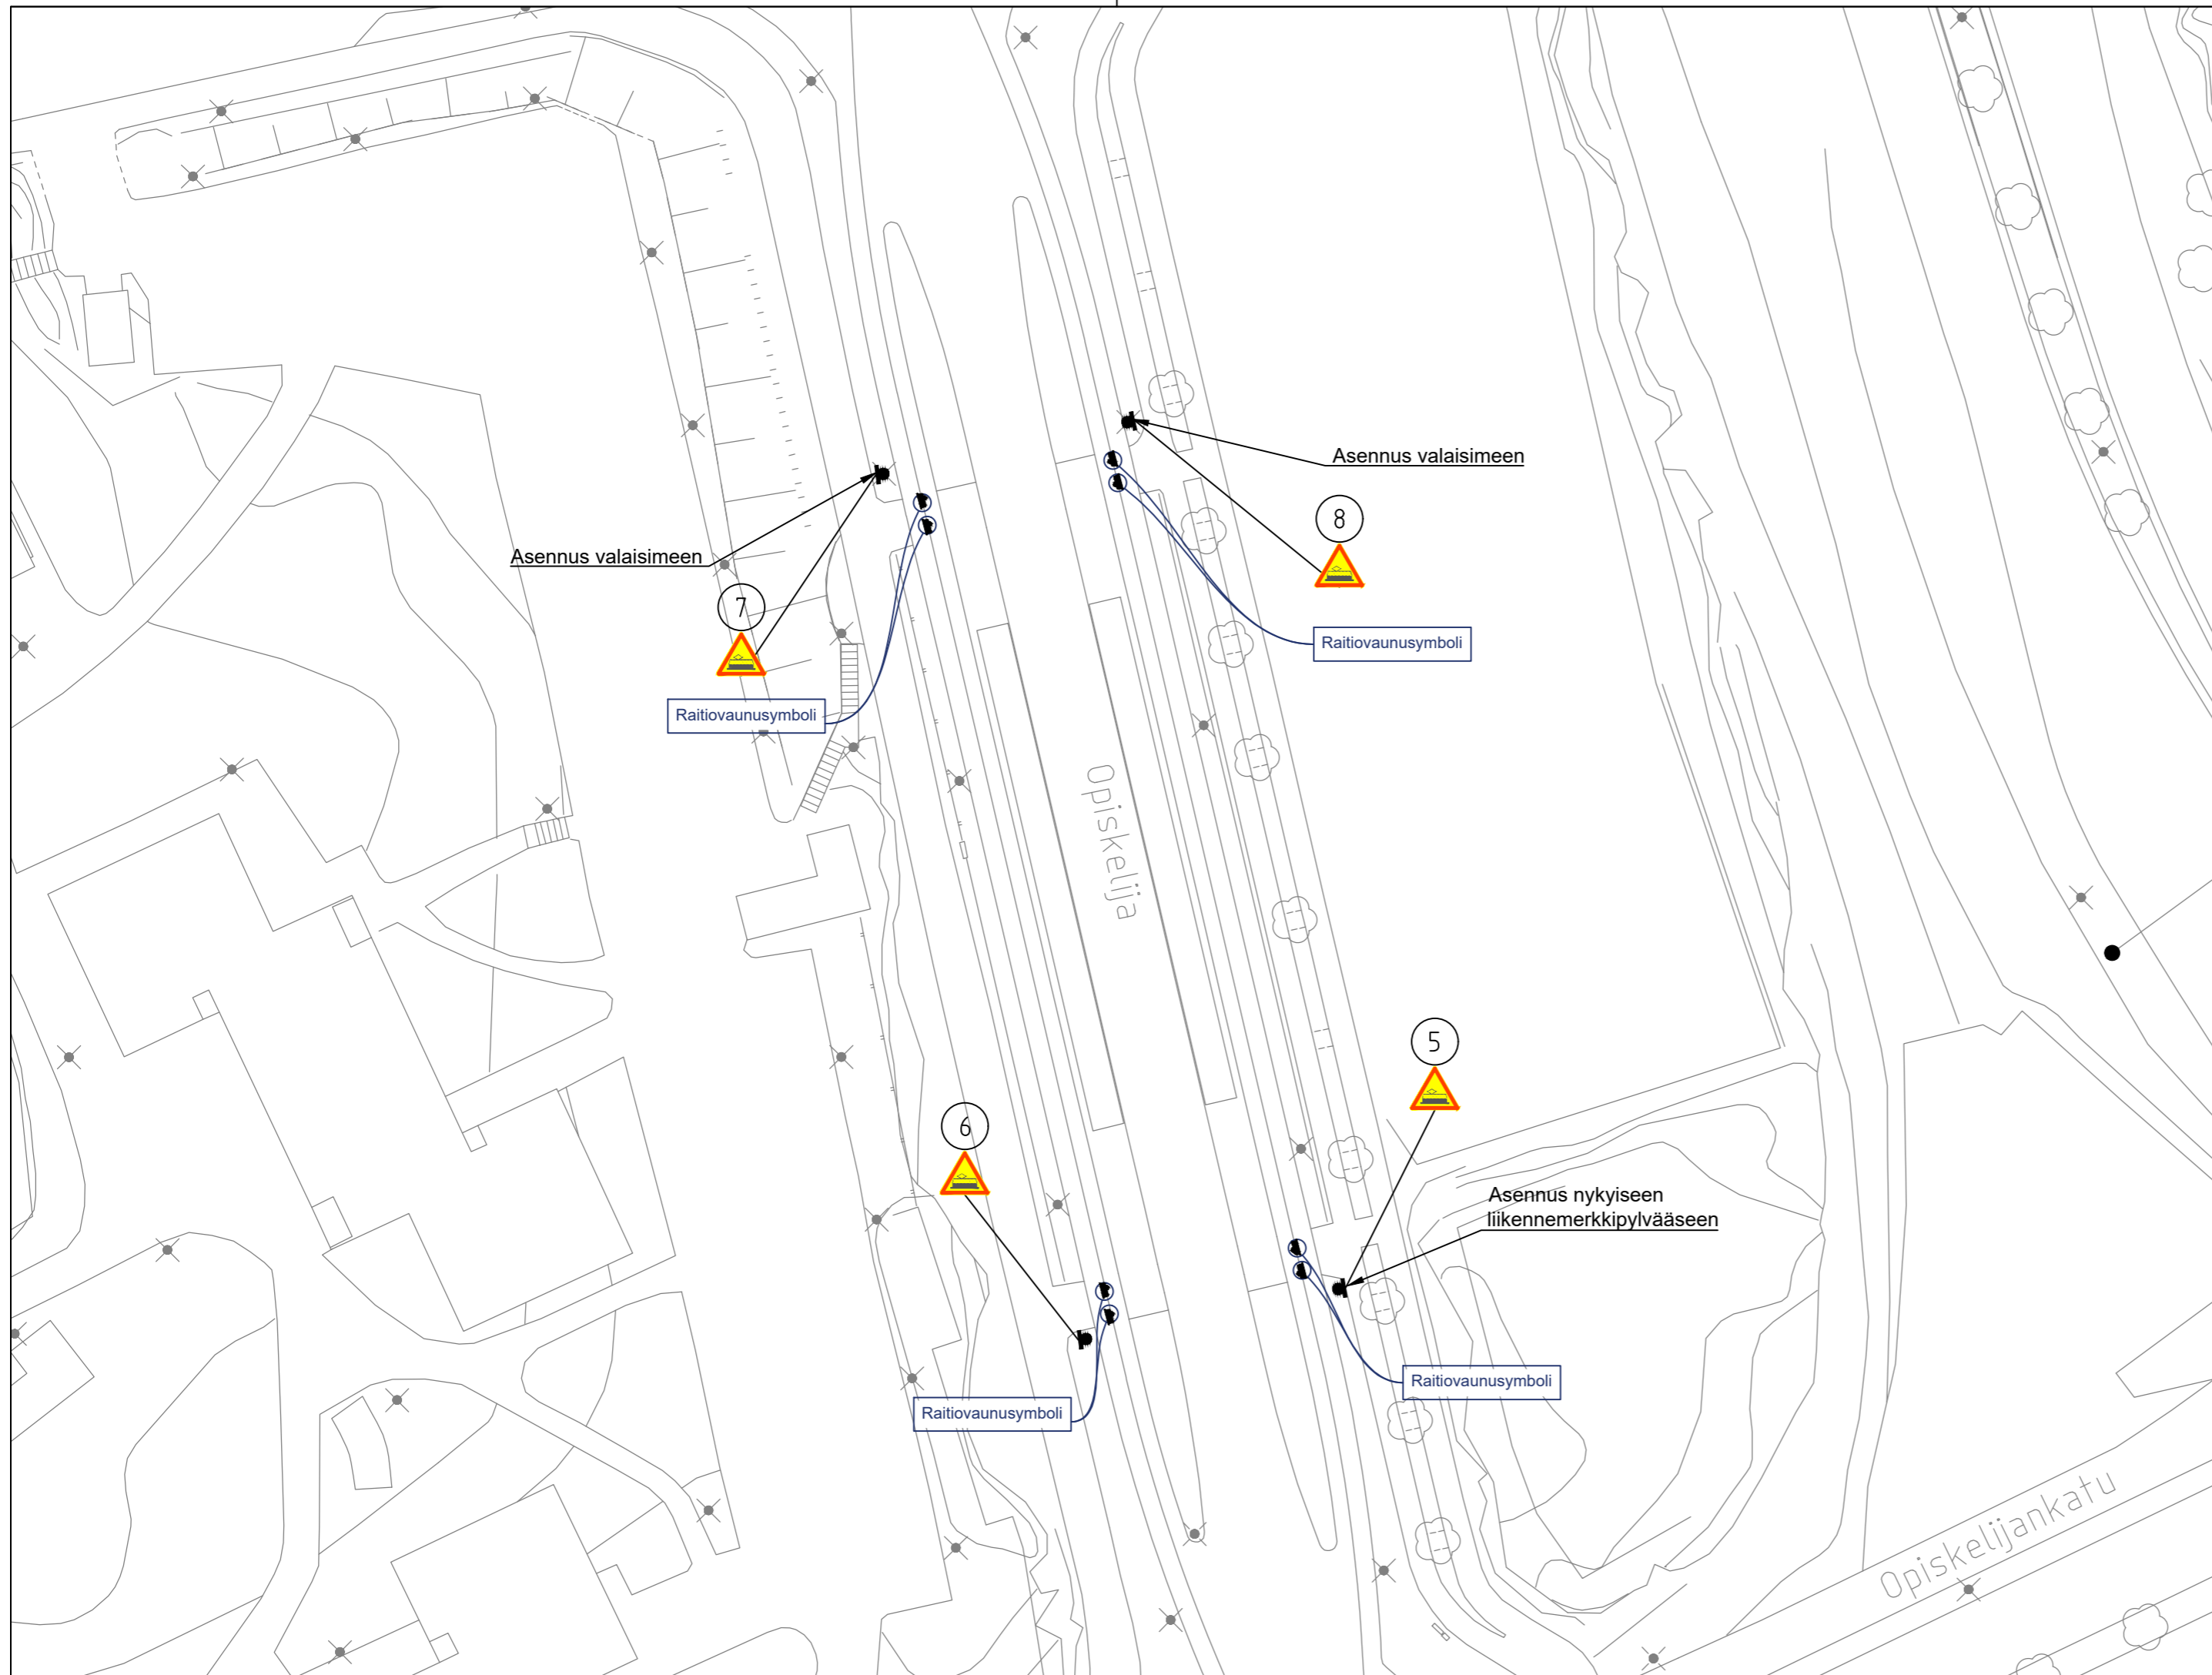 Asennus valaisimeen
8
Asennus valaisimeen
7
Raitiovaunusymboli
Raitiovaunusymboli
Opiskelija
5
6
Asennus nykyiseen
liikennemerkkipylvääseen
Raitiovaunusymboli
Raitiovaunusymboli
Opiskelijankatu